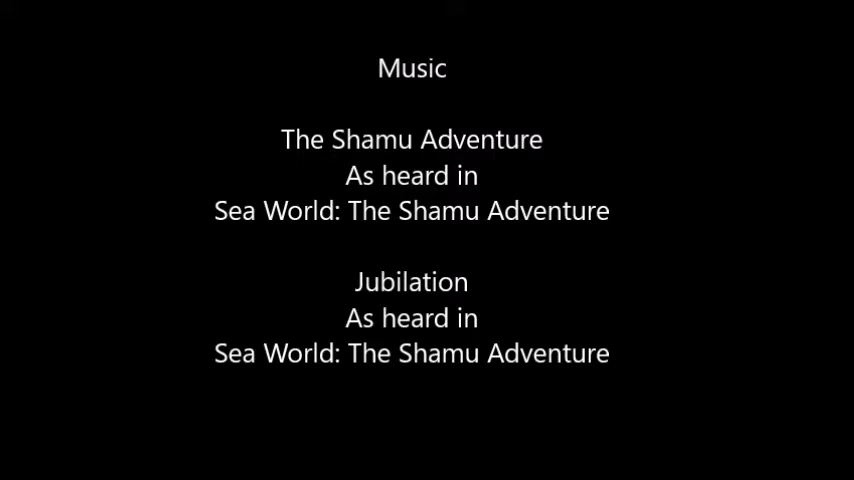 Music
The Shamu Adventure
As heard in
Sea World: The Shamu Adventure
Jubilation
As heard in
Sea World: The Shamu Adventure